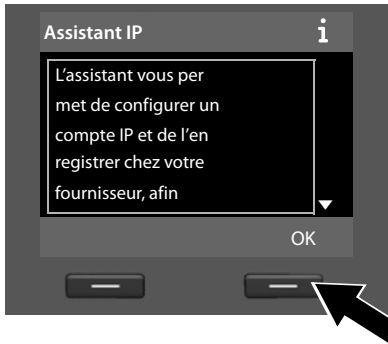 Assistant IP i
L'assistant vous per
met de configurer un
compte IP et de l'en
registrer chez votre
fournisseur, afin
OK